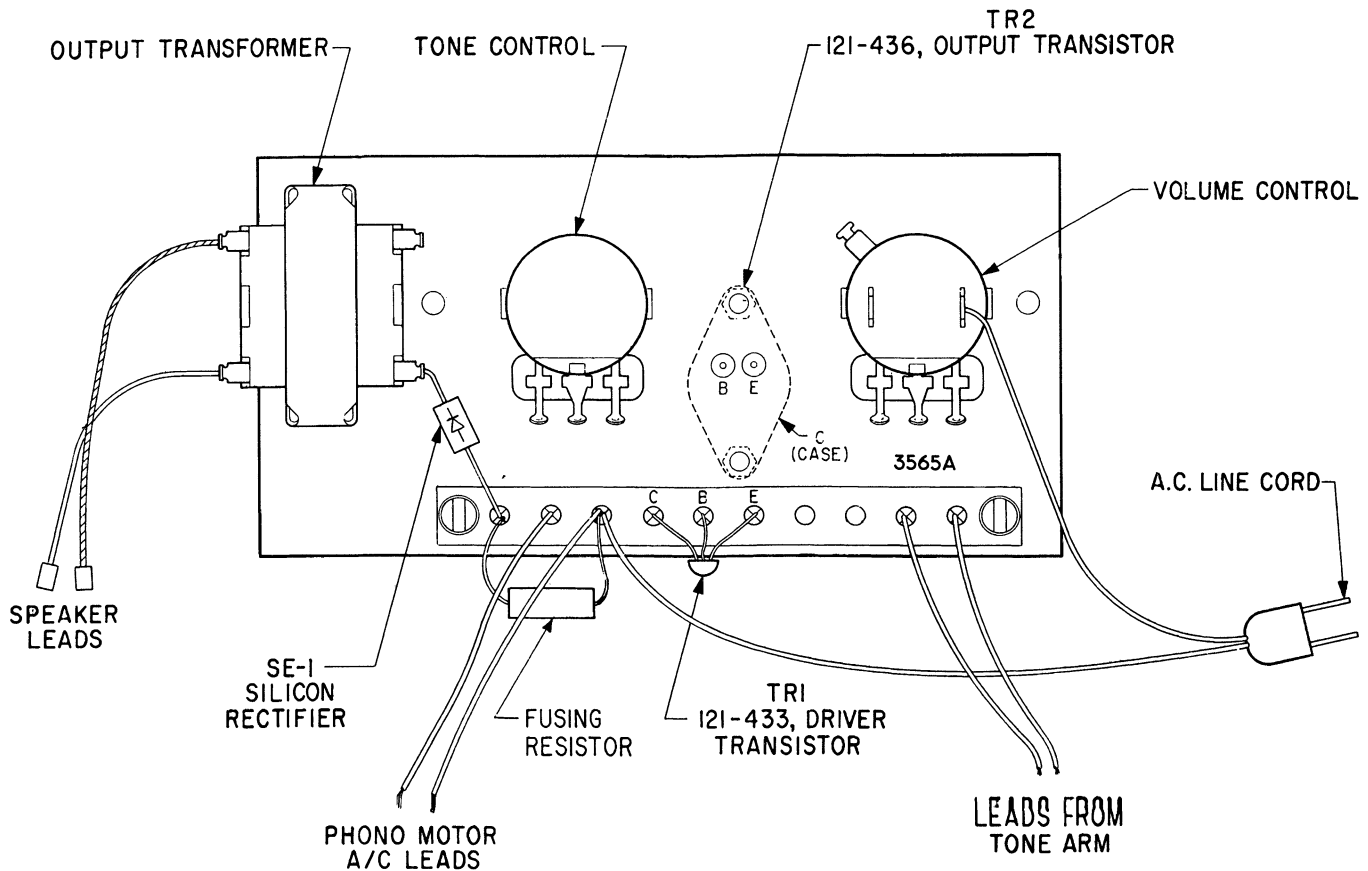 TR2
121-436, OUTPUT TRANSISTOR
OUTPUT TRANSFORMER
TONE CONTROL
VOLUME CONTROL
B E
C
(CASE)
3565A
A.C. LINE CORD
C B E
SPEAKER
LEADS
SE-1
SILICON
RECTIFIER
FUSING
RESISTOR
TR1
121-433, DRIVER
TRANSISTOR
PHONO MOTOR
A/C LEADS
LEADS FROM
TONE ARM